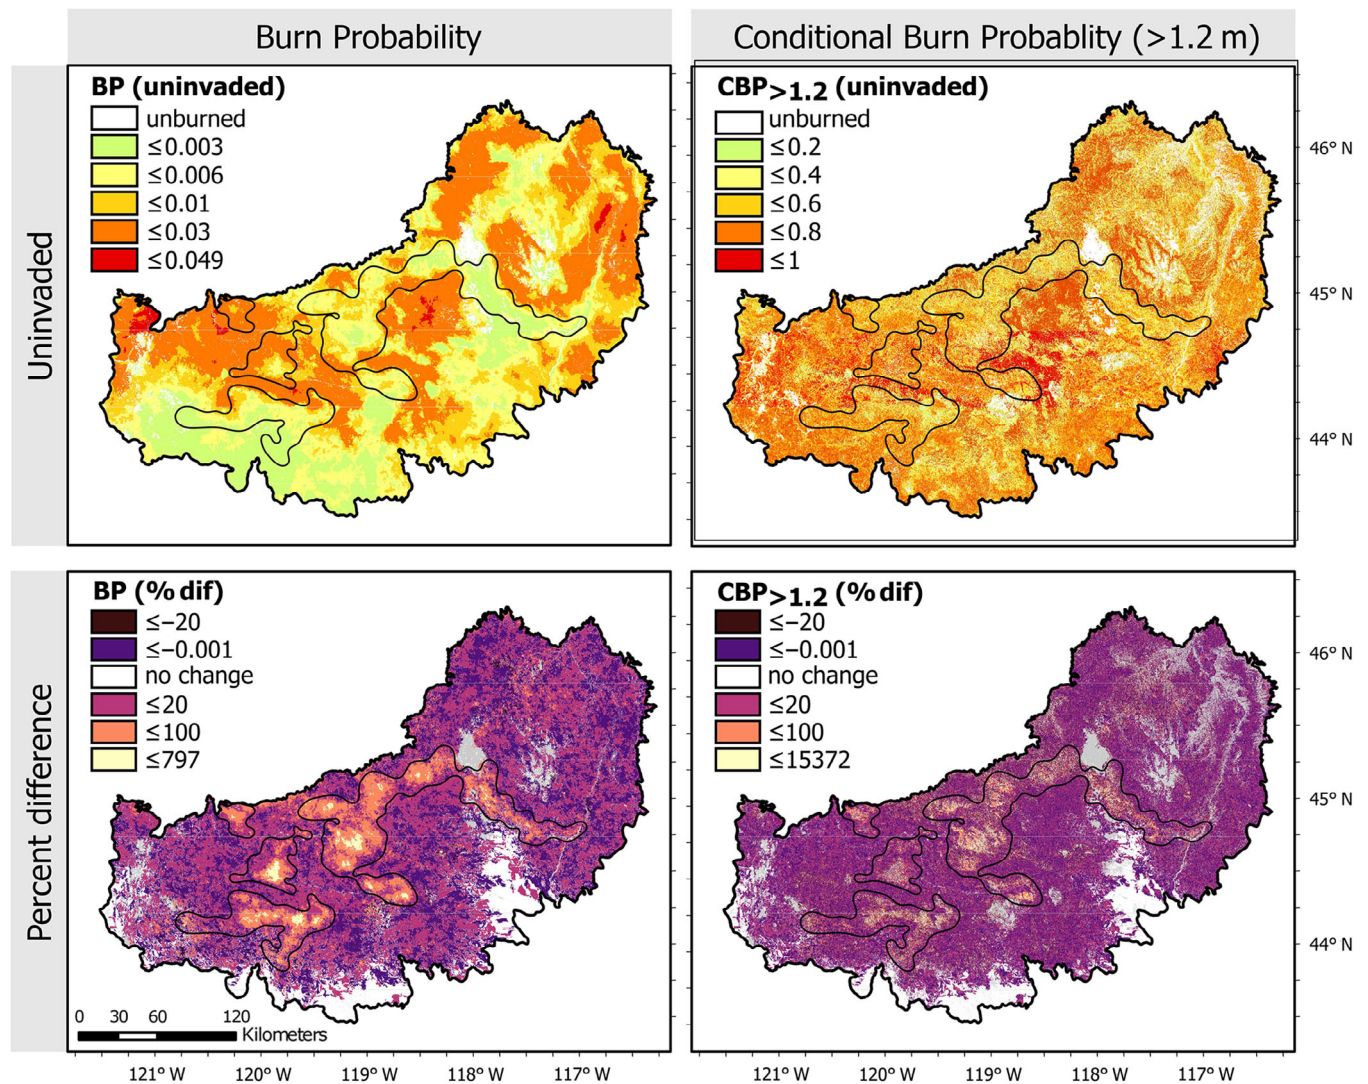 Burn Probability
Conditional Burn Probablity (>1.2 m)
Uninvaded
BP (uninvaded)
unburned
≤0.003
≤0.006
≤0.01
≤0.03
≤0.049
CBP>1.2 (uninvaded)
unburned
≤0.2
≤0.4
≤0.6
≤0.8
≤1
46° N
45° N
44° N
Percent difference
BP (% dif)
≤−20
≤−0.001
no change
≤20
≤100
≤797
0 30 60 120
Kilometers
CBP>1.2 (% dif)
≤−20
≤−0.001
no change
≤20
≤100
≤15372
46° N
45° N
44° N
121° W 120° W 119° W 118° W 117° W
121° W 120° W 119° W 118° W 117° W